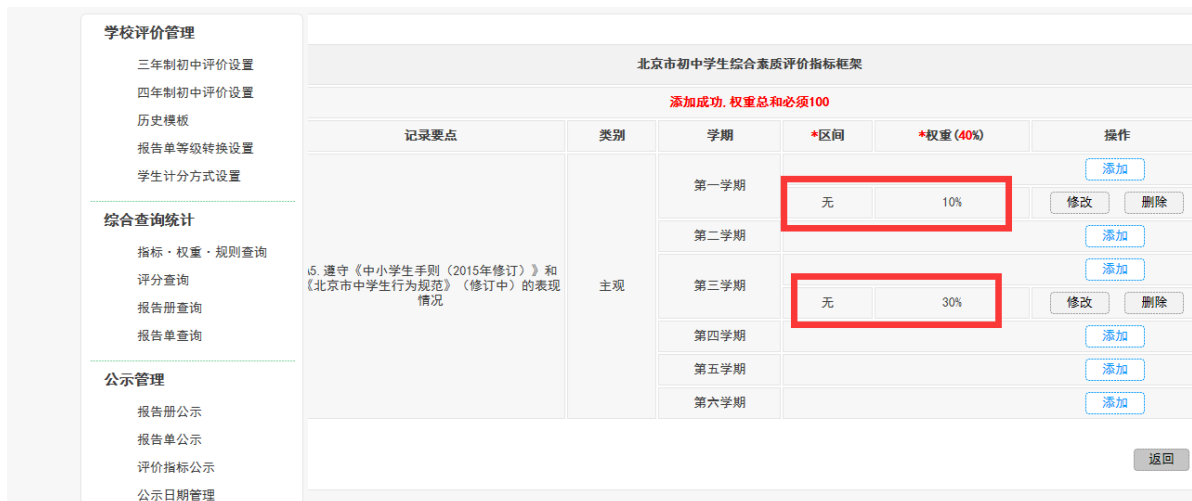 学校评价管理
三年制初中评价设置
四年制初中评价设置
历史模板
报告单等级转换设置
学生计分方式设置
综合查询统计
指标·权重·规则查询
评分查询
报告册查询
报告单查询
公示管理
报告册公示
报告单公示
评价指标公示
公示日期管理
北京市初中学生综合素质评价指标框架
添加成功,权重总和必须100
记录要点 类别 学期 *区间 *权重(40%) 操作
A5.遵守《中小学生手则（2015年修订）》和
《北京市中学生行为规范》（修订中）的表现
情况
主观
第一学期 添加
无 10% 修改 删除
第二学期 添加
第三学期 添加
无 30% 修改 删除
第四学期 添加
第五学期 添加
第六学期 添加
返回